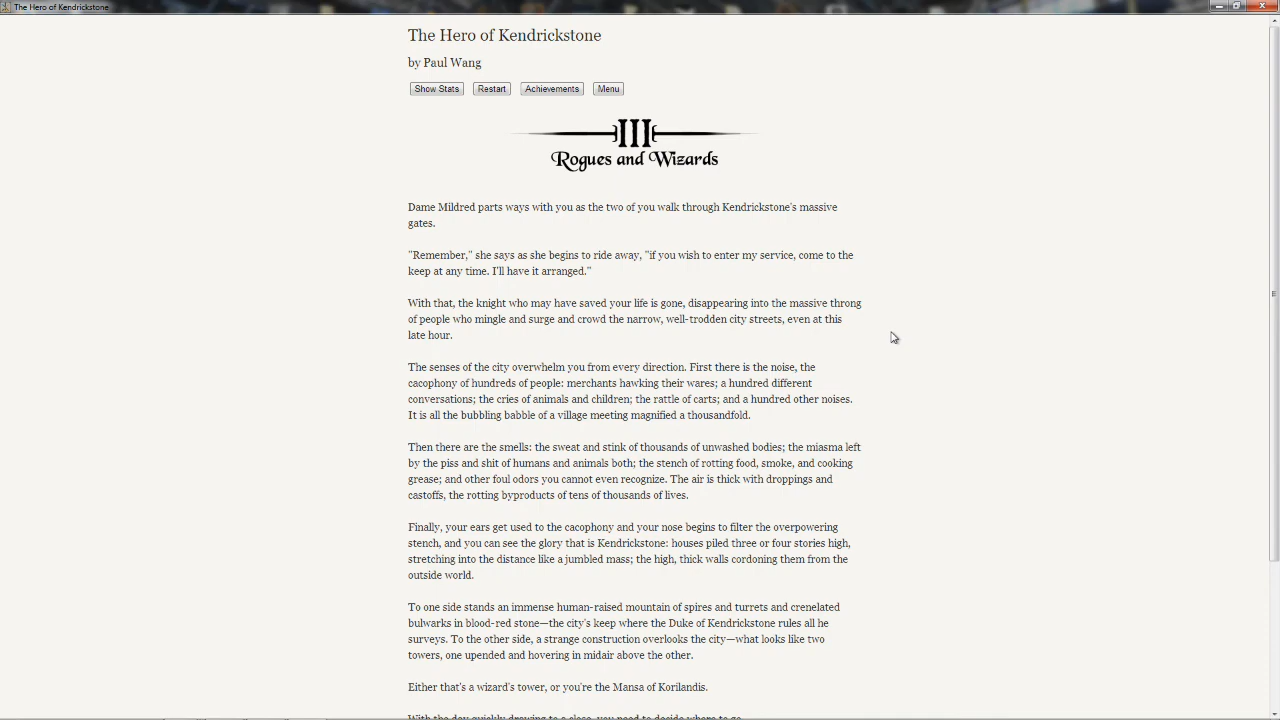 The Hero of Kendrickstone
The Hero of Kendrickstone
by Paul Wang
Show Stats Restart Achievements Menu
III
Rogues and Wizards
Dame Mildred parts ways with you as the two of you walk through Kendrickstone's massive
gates.
"Remember," she says as she begins to ride away, "if you wish to enter my service, come to the
keep at any time. I'll have it arranged."
With that, the knight who may have saved your life is gone, disappearing into the massive throng
of people who mingle and surge and crowd the narrow, well-trodden city streets, even at this
late hour.
The senses of the city overwhelm you from every direction. First there is the noise, the
cacophony of hundreds of people: merchants hawking their wares; a hundred different
conversations; the cries of animals and children; the rattle of carts; and a hundred other noises.
It is all the bubbling babble of a village meeting magnified a thousandfold.
Then there are the smells: the sweat and stink of thousands of unwashed bodies; the miasma left
by the piss and shit of humans and animals both; the stench of rotting food, smoke, and cooking
grease; and other foul odors you cannot even recognize. The air is thick with droppings and
castoffs, the rotting byproducts of tens of thousands of lives.
Finally, your ears get used to the cacophony and your nose begins to filter the overpowering
stench, and you can see the glory that is Kendrickstone: houses piled three or four stories high,
stretching into the distance like a jumbled mass; the high, thick walls cordoning them from the
outside world.
To one side stands an immense human-raised mountain of spires and turrets and crenelated
bulwarks in blood-red stone—the city's keep where the Duke of Kendrickstone rules all he
surveys. To the other side, a strange construction overlooks the city—what looks like two
towers, one upended and hovering in midair above the other.
Either that's a wizard's tower, or you're the Mansa of Korilandis.
With the day quickly drawing to a close, you need to decide where to go.